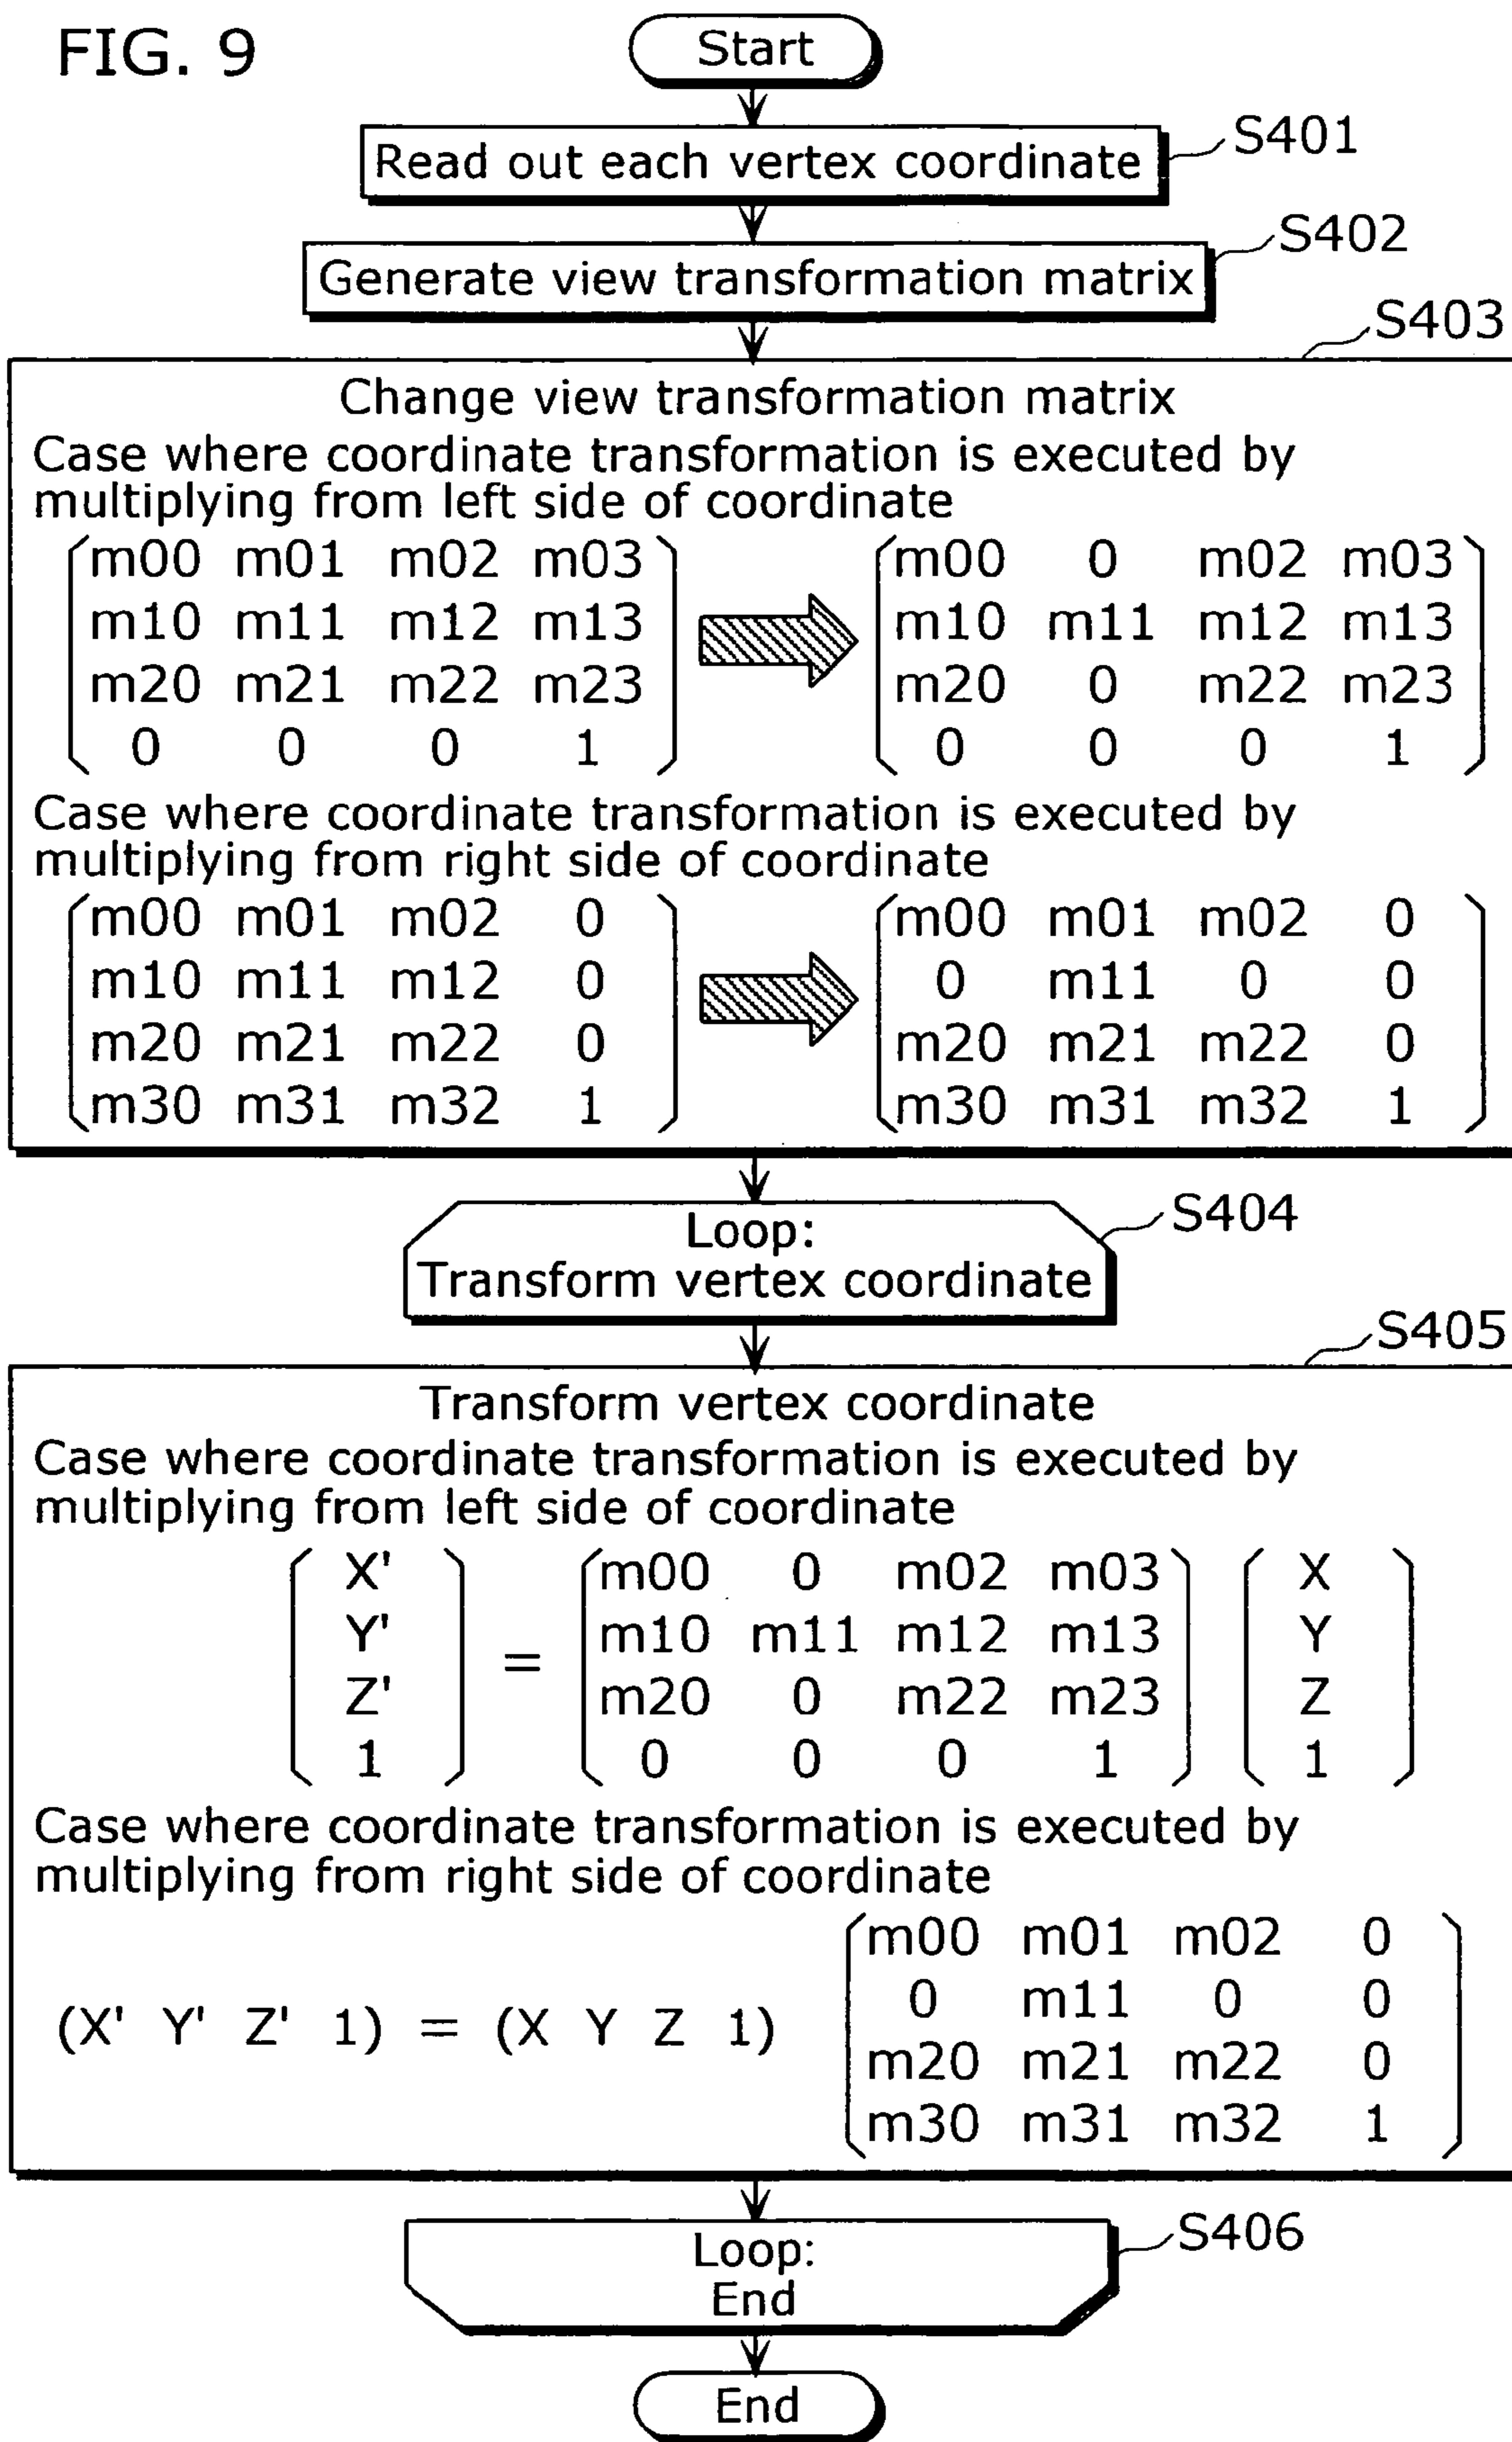 FIG. 9
Start
Read out each vertex coordinate
S401
Generate view transformation matrix
S402
S403
Change view transformation matrix
Case where coordinate transformation is executed by
multiplying from left side of coordinate
m00 m01 m02 m03 m00 0 m02 m03
m10 m11 m12 m13 m10 m11 m12 m13
m20 m21 m22 m23 m20 0 m22 m23
0 0 0 1 0 0 0 1
Case where coordinate transformation is executed by
multiplying from right side of coordinate
m00 m01 m02 0 m00 m01 m02 0
m10 m11 m12 0 0 m11 0 0
m20 m21 m22 0 m20 m21 m22 0
m30 m31 m32 1 m30 m31 m32 1
S404
Loop:
Transform vertex coordinate
S405
Transform vertex coordinate
Case where coordinate transformation is executed by
multiplying from left side of coordinate
X' m00 0 m02 m03 X
Y' = m10 m11 m12 m13 Y
Z' m20 0 m22 m23 Z
1 0 0 0 1 1
Case where coordinate transformation is executed by
multiplying from right side of coordinate
m00 m01 m02 0
0 m11 0 0
(X' Y' Z' 1) = (X Y Z 1)
m20 m21 m22 0
m30 m31 m32 1
S406
Loop:
End
End